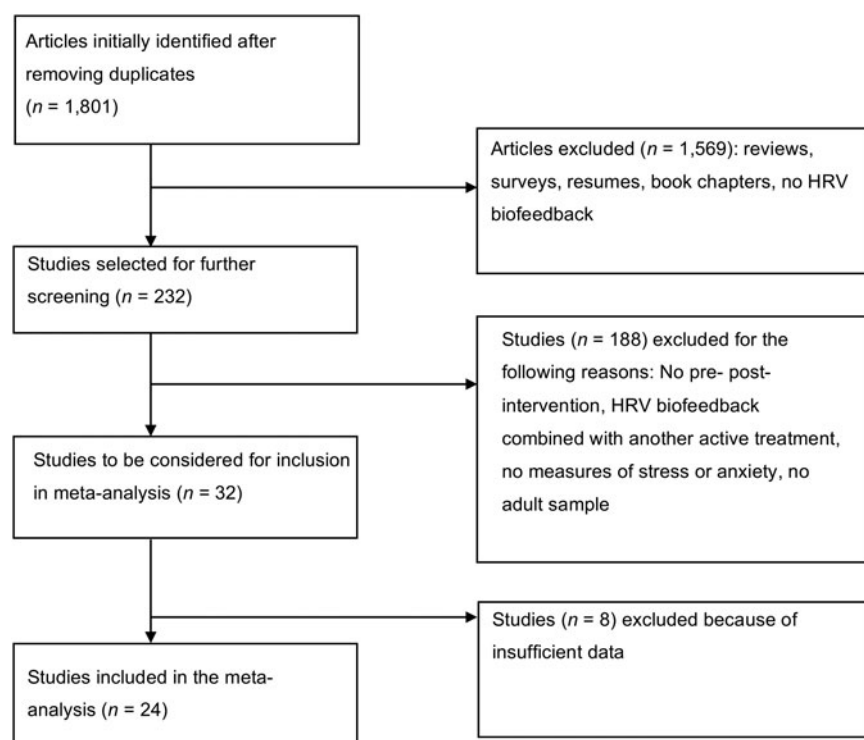 Articles initially identified after
removing duplicates
(n = 1,801)
Articles excluded (n = 1,569): reviews,
surveys, resumes, book chapters, no HRV
biofeedback
Studies selected for further
screening (n = 232)
Studies (n = 188) excluded for the
following reasons: No pre- post-
intervention, HRV biofeedback
combined with another active treatment,
no measures of stress or anxiety, no
adult sample
Studies to be considered for inclusion
in meta-analysis (n = 32)
Studies (n = 8) excluded because of
insufficient data
Studies included in the meta-
analysis (n = 24)